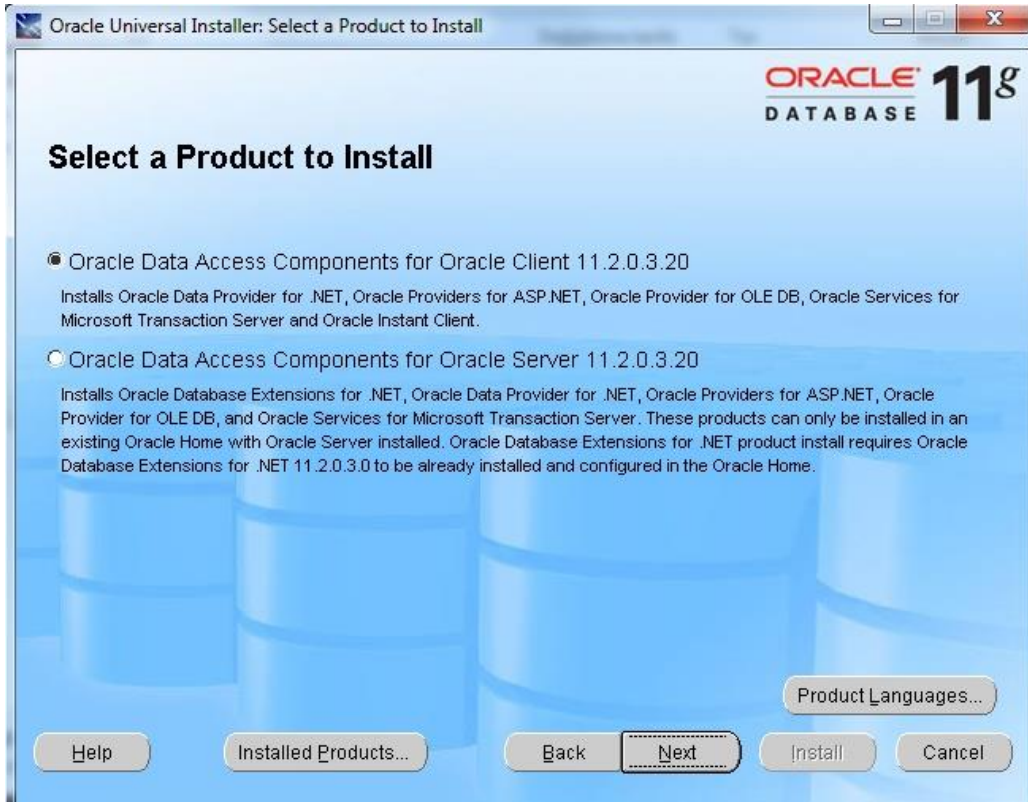 Oracle Universal Installer: Select a Product to Install
ORACLE 11g
DATABASE
Select a Product to Install
Oracle Data Access Components for Oracle Client 11.2.0.3.20
Installs Oracle Data Provider for .NET, Oracle Providers for ASP.NET, Oracle Provider for OLE DB, Oracle Services for
Microsoft Transaction Server and Oracle Instant Client.
Oracle Data Access Components for Oracle Server 11.2.0.3.20
Installs Oracle Database Extensions for .NET, Oracle Data Provider for .NET, Oracle Providers for ASP.NET, Oracle
Provider for OLE DB, and Oracle Services for Microsoft Transaction Server. These products can only be installed in an
existing Oracle Home with Oracle Server installed. Oracle Database Extensions for .NET product install requires Oracle
Database Extensions for .NET 11.2.0.3.0 to be already installed and configured in the Oracle Home.
Product Languages...
Help Installed Products... Back Next Install Cancel